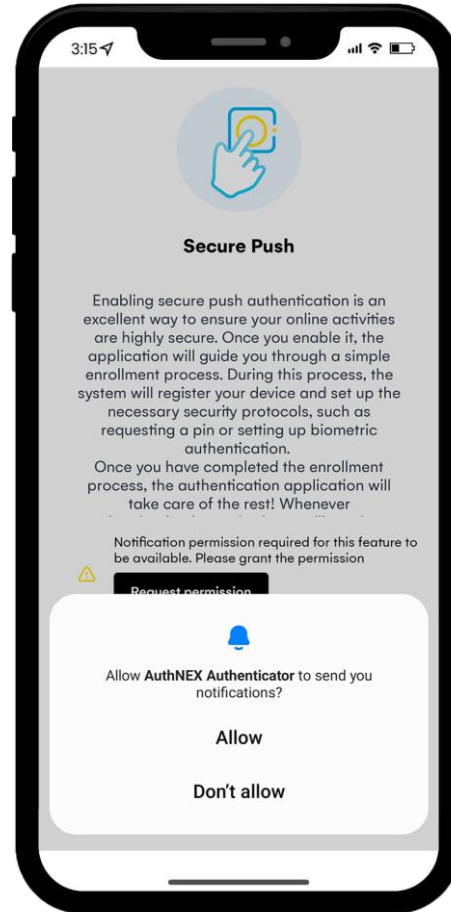 3:15
Secure Push
Enabling secure push authentication is an
excellent way to ensure your online activities
are highly secure. Once you enable it, the
application will guide you through a simple
enrollment process. During this process, the
system will register your device and set up the
necessary security protocols, such as
requesting a pin or setting up biometric
authentication.
Once you have completed the enrollment
process, the authentication application will
take care of the rest! Whenever
Notification permission required for this feature to
be available. Please grant the permission
Request permission
Allow AuthNEX Authenticator to send you
notifications?
Allow
Don't allow